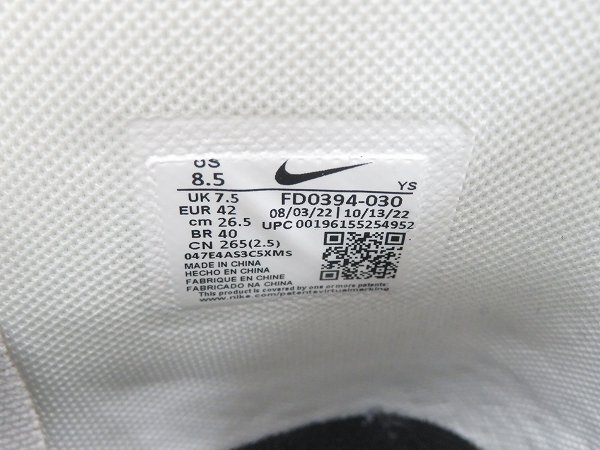 US
8.5
YS
UK 7.5
EUR 42
cm 26.5
BR 40
CN 265(2.5)
FD0394-030
08/03/22 | 10/13/22
UPC 00196155254952
047E4AS3C5XMS
MADE IN CHINA
HECHO EN CHINA
FABRIQUE EN CHINE
FABRICADO NA CHINA
This product is covered by one or more patents:
www.nike.com/patentsvirtualmarking